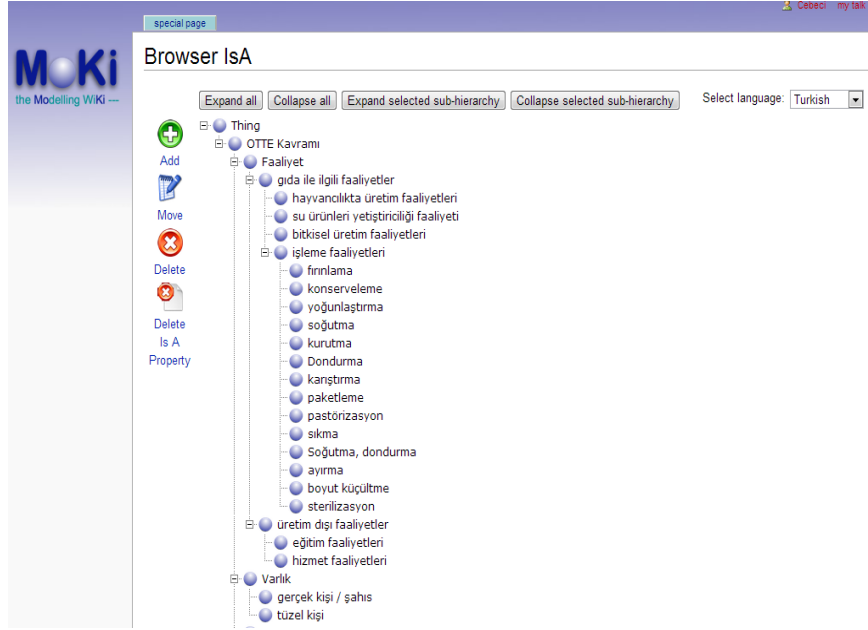 Cebeci my talk
special page
MoKi
the Modelling WiKi ---
Browser IsA
Expand all Collapse all Expand selected sub-hierarchy Collapse selected sub-hierarchy Select language: Turkish
Add
Move
Delete
Delete
Is A
Property
Thing
OTTE Kavramı
Faaliyet
gıda ile ilgili faaliyetler
hayvancılıkta üretim faaliyetleri
su ürünleri yetiştiriciliği faaliyeti
bitkisel üretim faaliyetleri
işleme faaliyetleri
fırınlama
konserveleme
yoğunlaştırma
soğutma
kurutma
Dondurma
karıştırma
paketleme
pastörizasyon
sıkma
Soğutma, dondurma
ayırma
boyut küçültme
sterilizasyon
üretim dışı faaliyetler
eğitim faaliyetleri
hizmet faaliyetleri
Varlık
gerçek kişi / şahıs
tüzel kişi